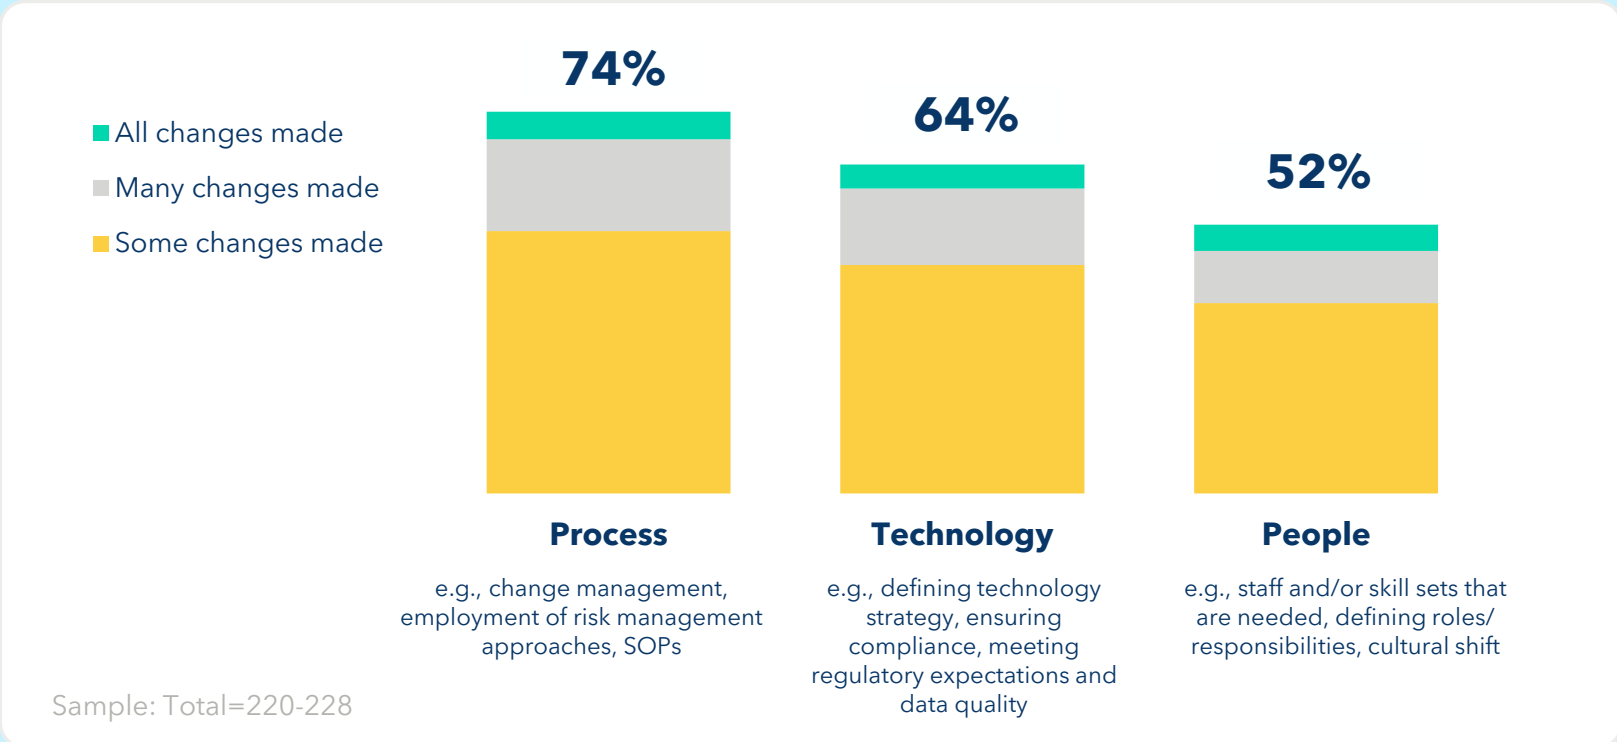 All changes made
Many changes made
Some changes made
74%
64%
52%
Process
e.g., change management,
employment of risk management
approaches, SOPs
Technology
e.g., defining technology
strategy, ensuring
compliance, meeting
regulatory expectations and
data quality
People
e.g., staff and/or skill sets that
are needed, defining roles/
responsibilities, cultural shift
Sample: Total=220-228